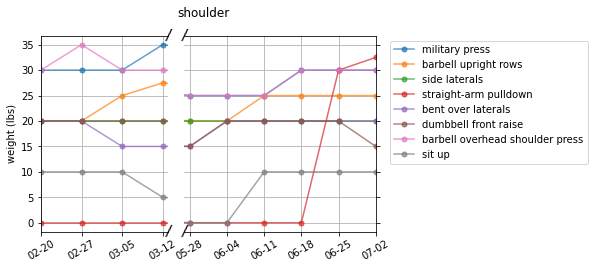 shoulder
weight (lbs)
35
30
25
20
15
10
5
0
02-20
02-27
03-05
03-12
05-28
06-04
06-11
06-18
06-25
07-02
military press
barbell upright rows
side laterals
straight-arm pulldown
bent over laterals
dumbbell front raise
barbell overhead shoulder press
sit up